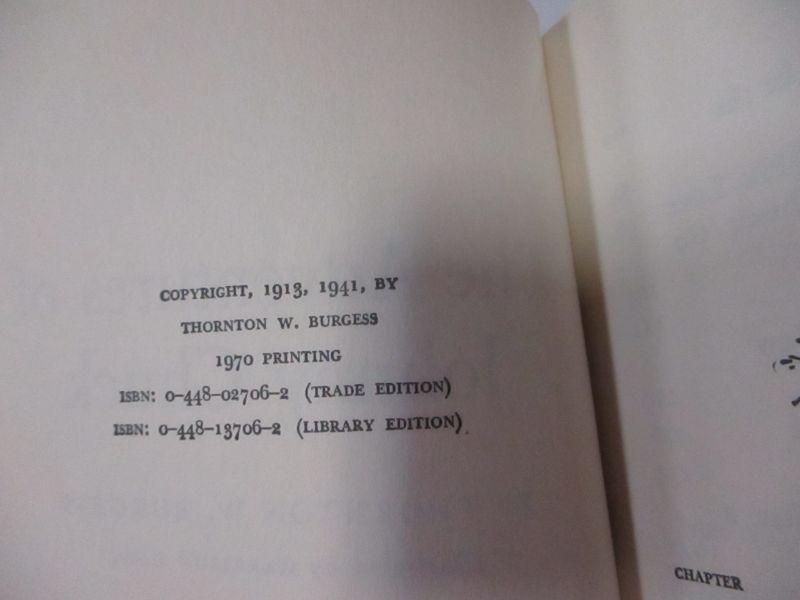 COPYRIGHT, 1913, 1941, BY
THORNTON W. BURGESS
1970 PRINTING
ISBN: 0-448-02706-2 (TRADE EDITION)
ISBN: 0-448-13706-2 (LIBRARY EDITION)
CHAPTER